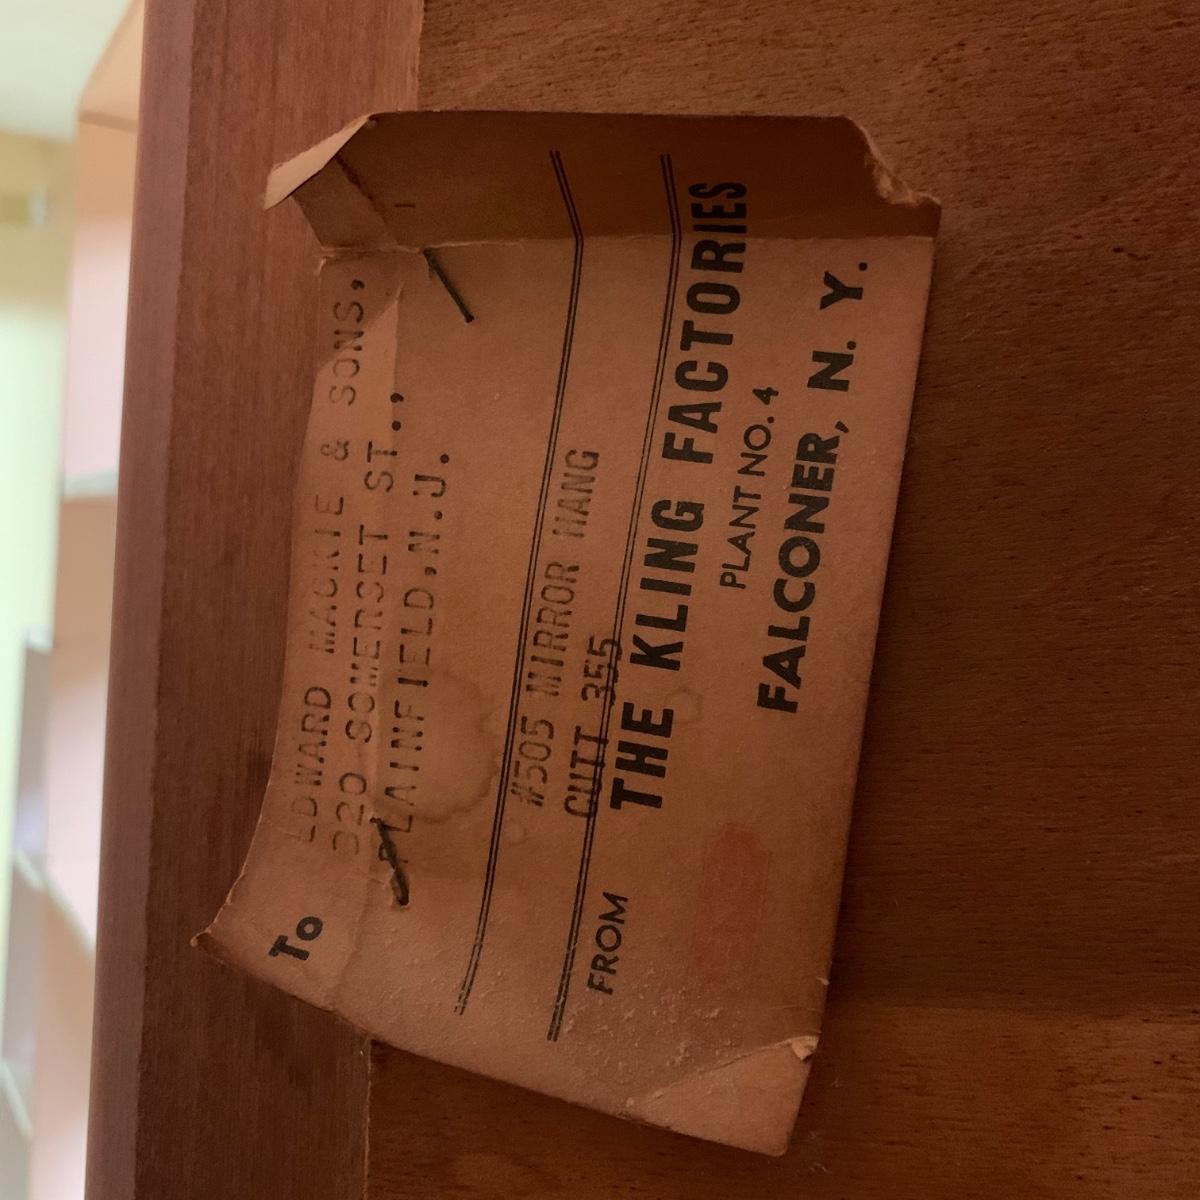 To EDWARD MACKIE & SONS,
320 SOMERSET ST.,
PLAINFIELD,N.J.
#505 MIRROR HANG
CUTT 355
FROM THE KLING FACTORIES
PLANT NO. 4
FALCONER, N. Y.